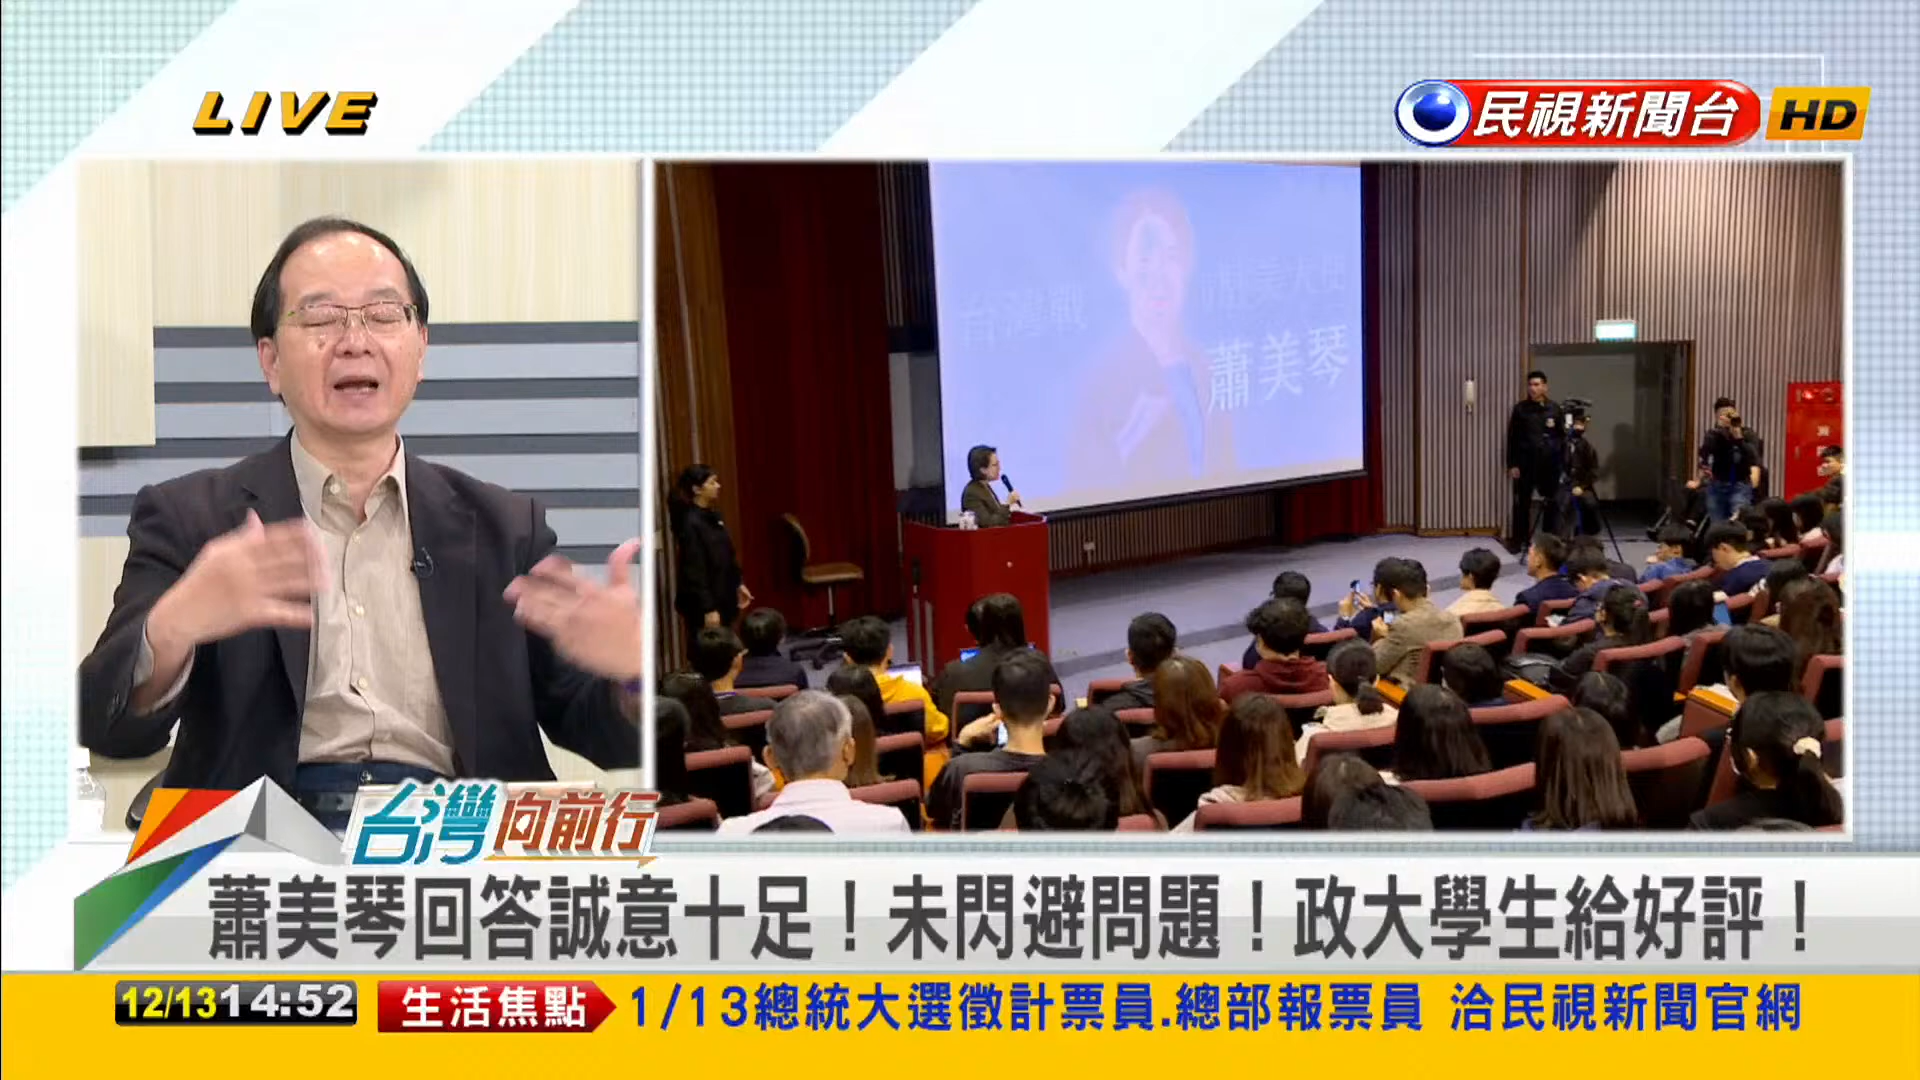 LIVE
民視新聞台 HD
蕭美琴
台灣向前行
蕭美琴回答誠意十足！未閃避問題！政大學生給好評！
12/13 14:52 生活焦點 1/13總統大選徵計票員.總部報票員 洽民視新聞官網